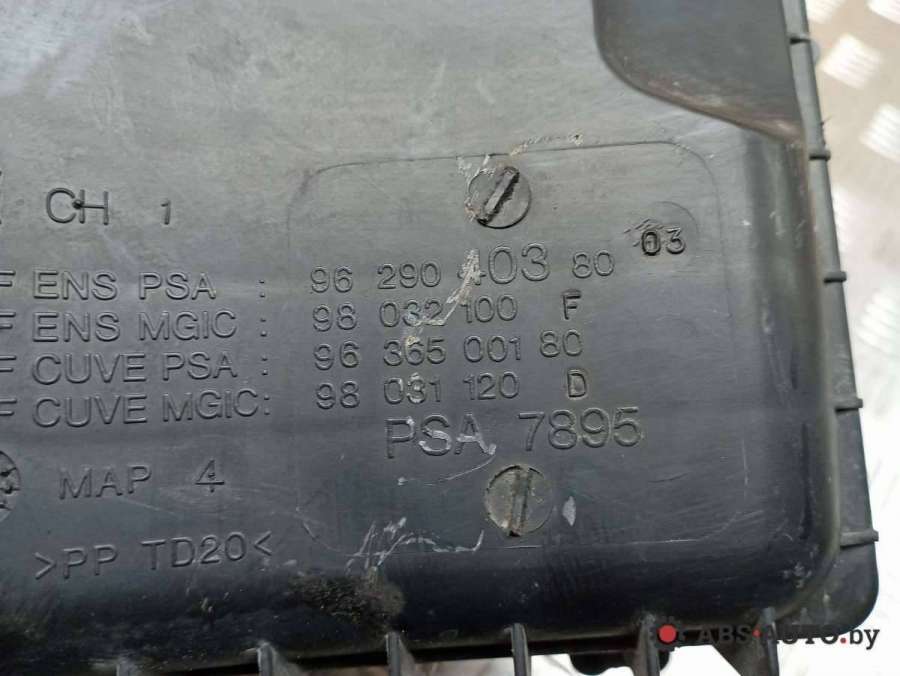 CH 1
03
F ENS PSA : 96 290 403 80
F ENS MGIC : 98 032 100 F
F CUVE PSA : 96 365 001 80
F CUVE MGIC: 98 031 120 D
PSA 7895
MAP 4
>PP TD20<
ABS-AUTO.by